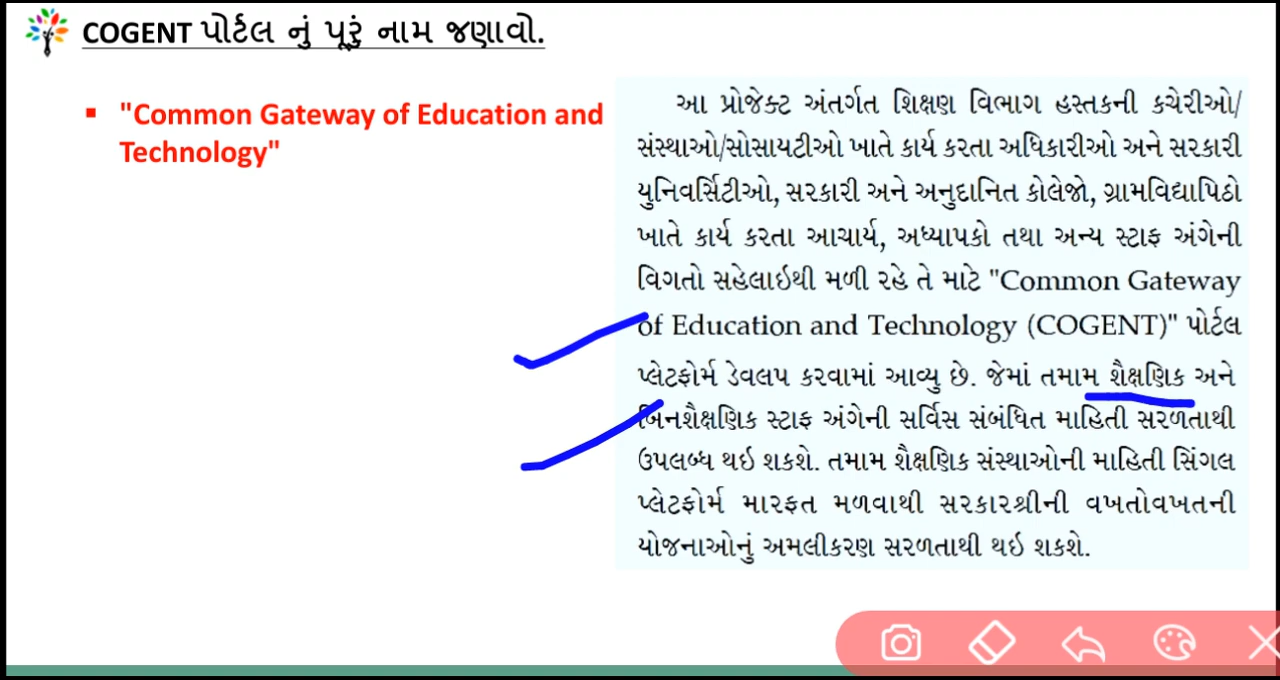 COGENT પોર્ટલ નું પૂરું નામ જણાવો.
▪ "Common Gateway of Education and
Technology"
આ પ્રોજેક્ટ અંતર્ગત શિક્ષણ વિભાગ હસ્તકની કચેરીઓ/
સંસ્થાઓ/સોસાયટીઓ ખાતે કાર્ય કરતા અધિકારીઓ અને સરકારી
યુનિવર્સિટીઓ, સરકારી અને અનુદાનિત કોલેજો, ગ્રામવિદ્યાપિઠો
ખાતે કાર્ય કરતા આચાર્ય, અધ્યાપકો તથા અન્ય સ્ટાફ અંગેની
વિગતો સહેલાઇથી મળી રહે તે માટે "Common Gateway
of Education and Technology (COGENT)" પોર્ટલ
પ્લેટફોર્મ ડેવલપ કરવામાં આવ્યુ છે. જેમાં તમામ શૈક્ષણિક અને
બિનશૈક્ષણિક સ્ટાફ અંગેની સર્વિસ સંબંધિત માહિતી સરળતાથી
ઉપલબ્ધ થઇ શકશે. તમામ શૈક્ષણિક સંસ્થાઓની માહિતી સિંગલ
પ્લેટફોર્મ મારફત મળવાથી સરકારશ્રીની વખતોવખતની
યોજનાઓનું અમલીકરણ સરળતાથી થઇ શકશે.